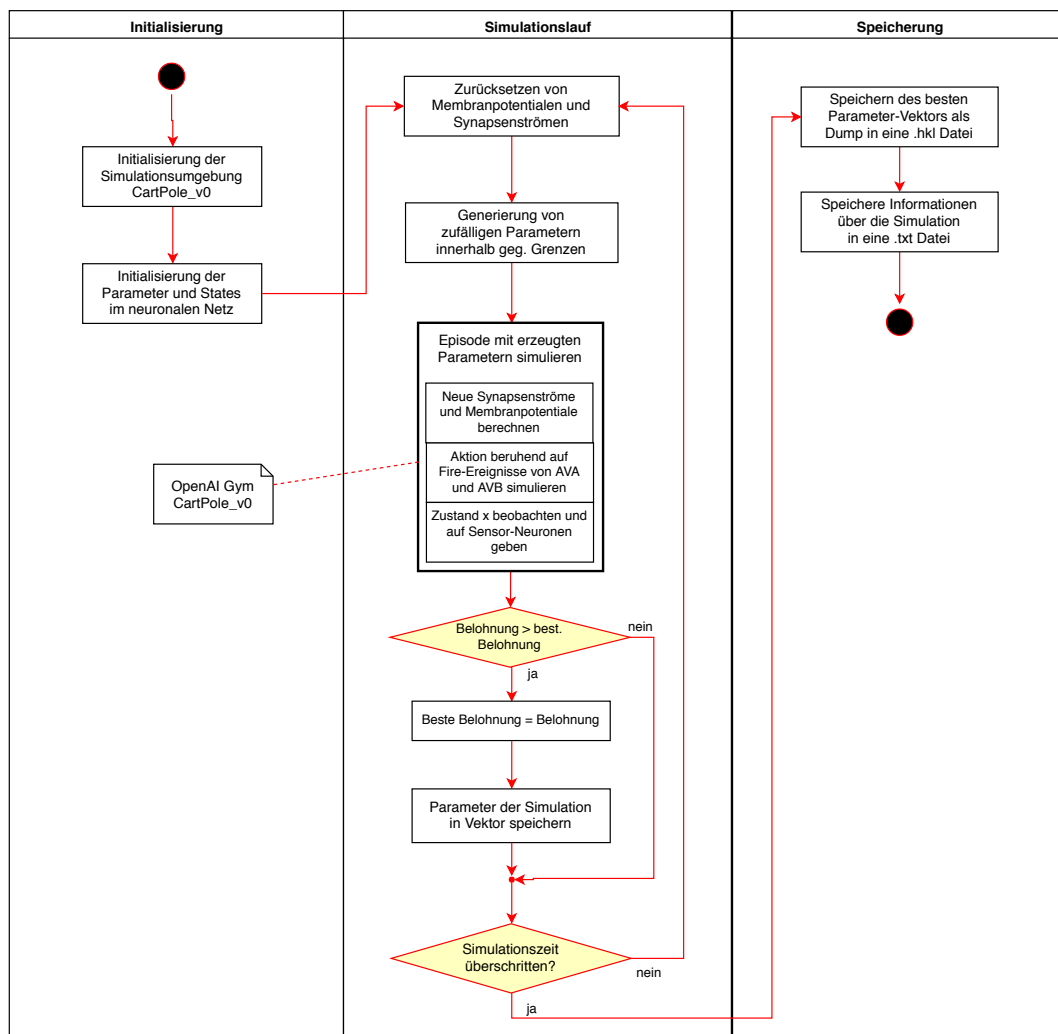 Initialisierung
Simulationslauf
Speicherung
Initialisierung der
Simulationsumgebung
CartPole_v0
Initialisierung der
Parameter und States
im neuronalen Netz
OpenAI Gym
CartPole_v0
Zurücksetzen von
Membranpotentialen und
Synapsenströmen
Generierung von
zufälligen Parametern
innerhalb geg. Grenzen
Episode mit erzeugten
Parametern simulieren
Neue Synapsenströme
und Membranpotentiale
berechnen
Aktion beruhend auf
Fire-Ereignisse von AVA
und AVB simulieren
Zustand x beobachten und
auf Sensor-Neuronen
geben
Belohnung > best.
Belohnung
nein
ja
Beste Belohnung = Belohnung
Parameter der Simulation
in Vektor speichern
Simulationszeit
überschritten?
nein
ja
Speichern des besten
Parameter-Vektors als
Dump in eine .hkl Datei
Speichere Informationen
über die Simulation
in eine .txt Datei